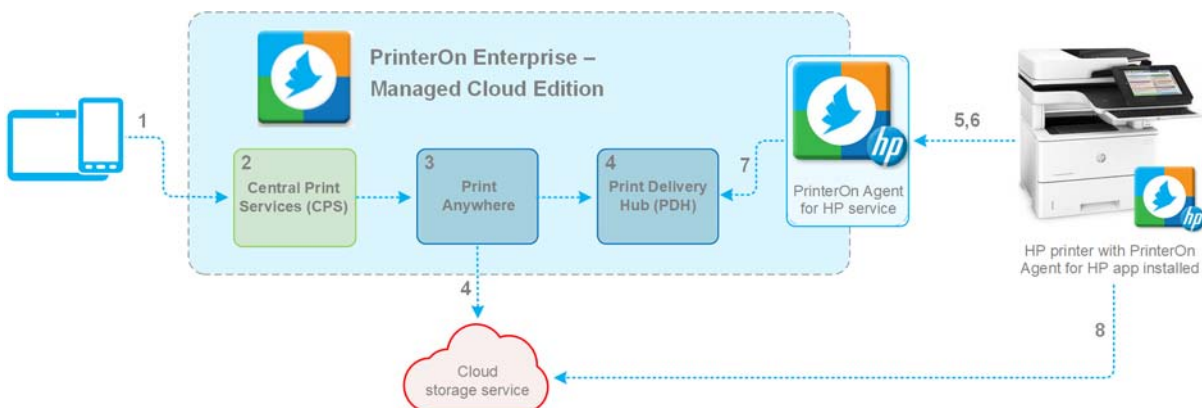 PrinterOn Enterprise –
Managed Cloud Edition
1
2
Central Print
Services (CPS)
3
Print
Anywhere
4
Print Delivery
Hub (PDH)
7
hp
PrinterOn Agent
for HP service
5,6
hp
HP printer with PrinterOn
Agent for HP app installed
4
8
Cloud
storage service